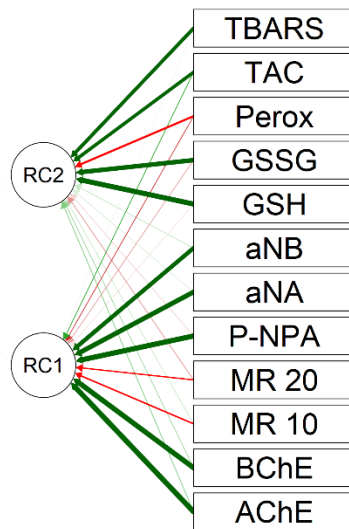 TBARS
TAC
Perox
RC2
GSSG
GSH
aNB
aNA
P-NPA
RC1
MR 20
MR 10
BChE
AChE